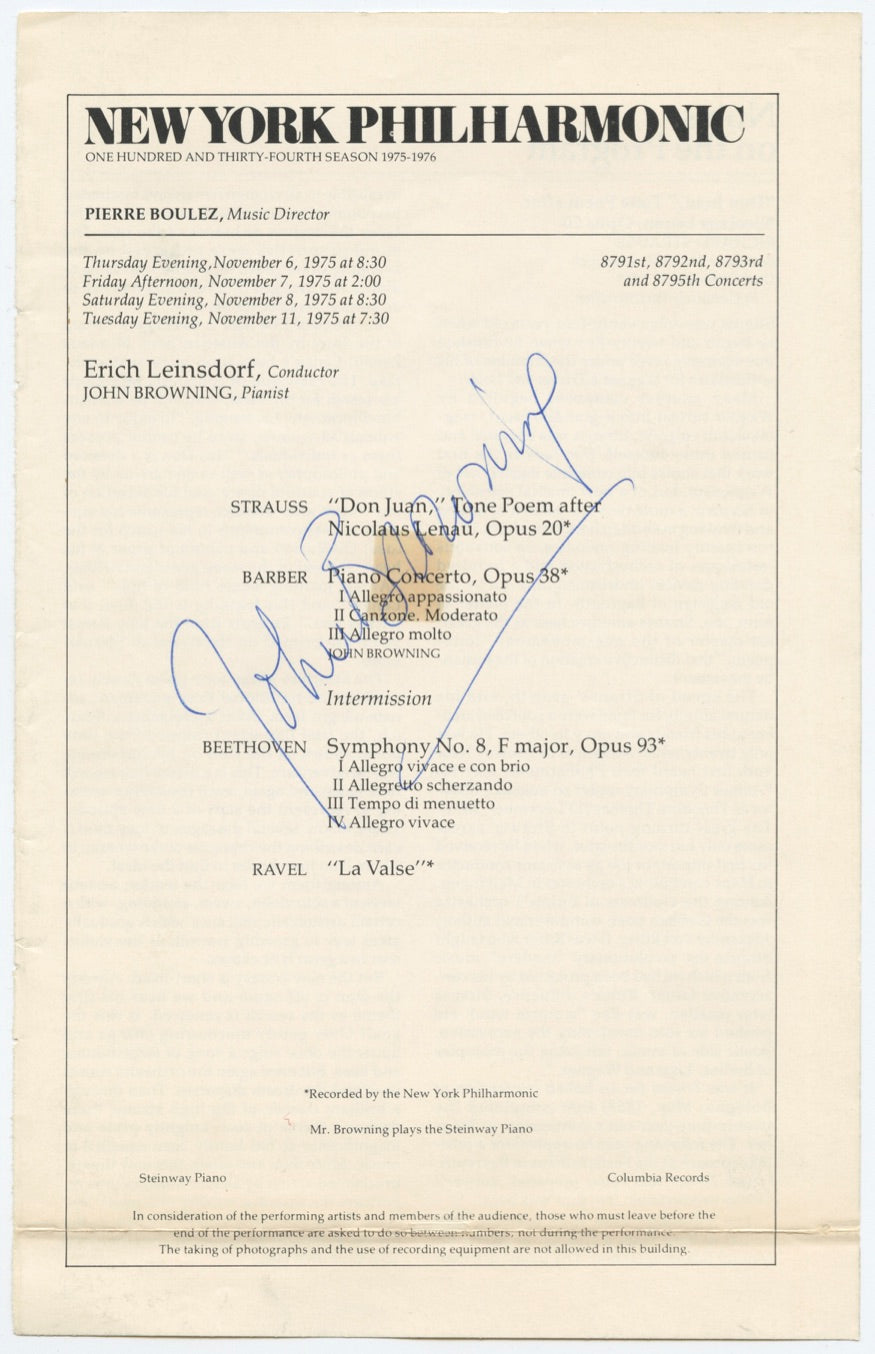 NEW YORK PHILHARMONIC
ONE HUNDRED AND THIRTY-FOURTH SEASON 1975-1976
PIERRE BOULEZ, Music Director
Thursday Evening, November 6, 1975 at 8:30
Friday Afternoon, November 7, 1975 at 2:00
Saturday Evening, November 8, 1975 at 8:30
Tuesday Evening, November 11, 1975 at 7:30
8791st, 8792nd, 8793rd
and 8795th Concerts
Erich Leinsdorf, Conductor
JOHN BROWNING, Pianist
STRAUSS "Don Juan," Tone Poem after
Nicolaus Lenau, Opus 20*
BARBER Piano Concerto, Opus 38*
I Allegro appassionato
II Canzone. Moderato
III Allegro molto
JOHN BROWNING
John Browning
Intermission
BEETHOVEN Symphony No. 8, F major, Opus 93*
I Allegro vivace e con brio
II Allegretto scherzando
III Tempo di menuetto
IV Allegro vivace
RAVEL "La Valse"*
*Recorded by the New York Philharmonic
Mr. Browning plays the Steinway Piano
Steinway Piano Columbia Records
In consideration of the performing artists and members of the audience, those who must leave before the
end of the performance are asked to do so between numbers, not during the performance.
The taking of photographs and the use of recording equipment are not allowed in this building.